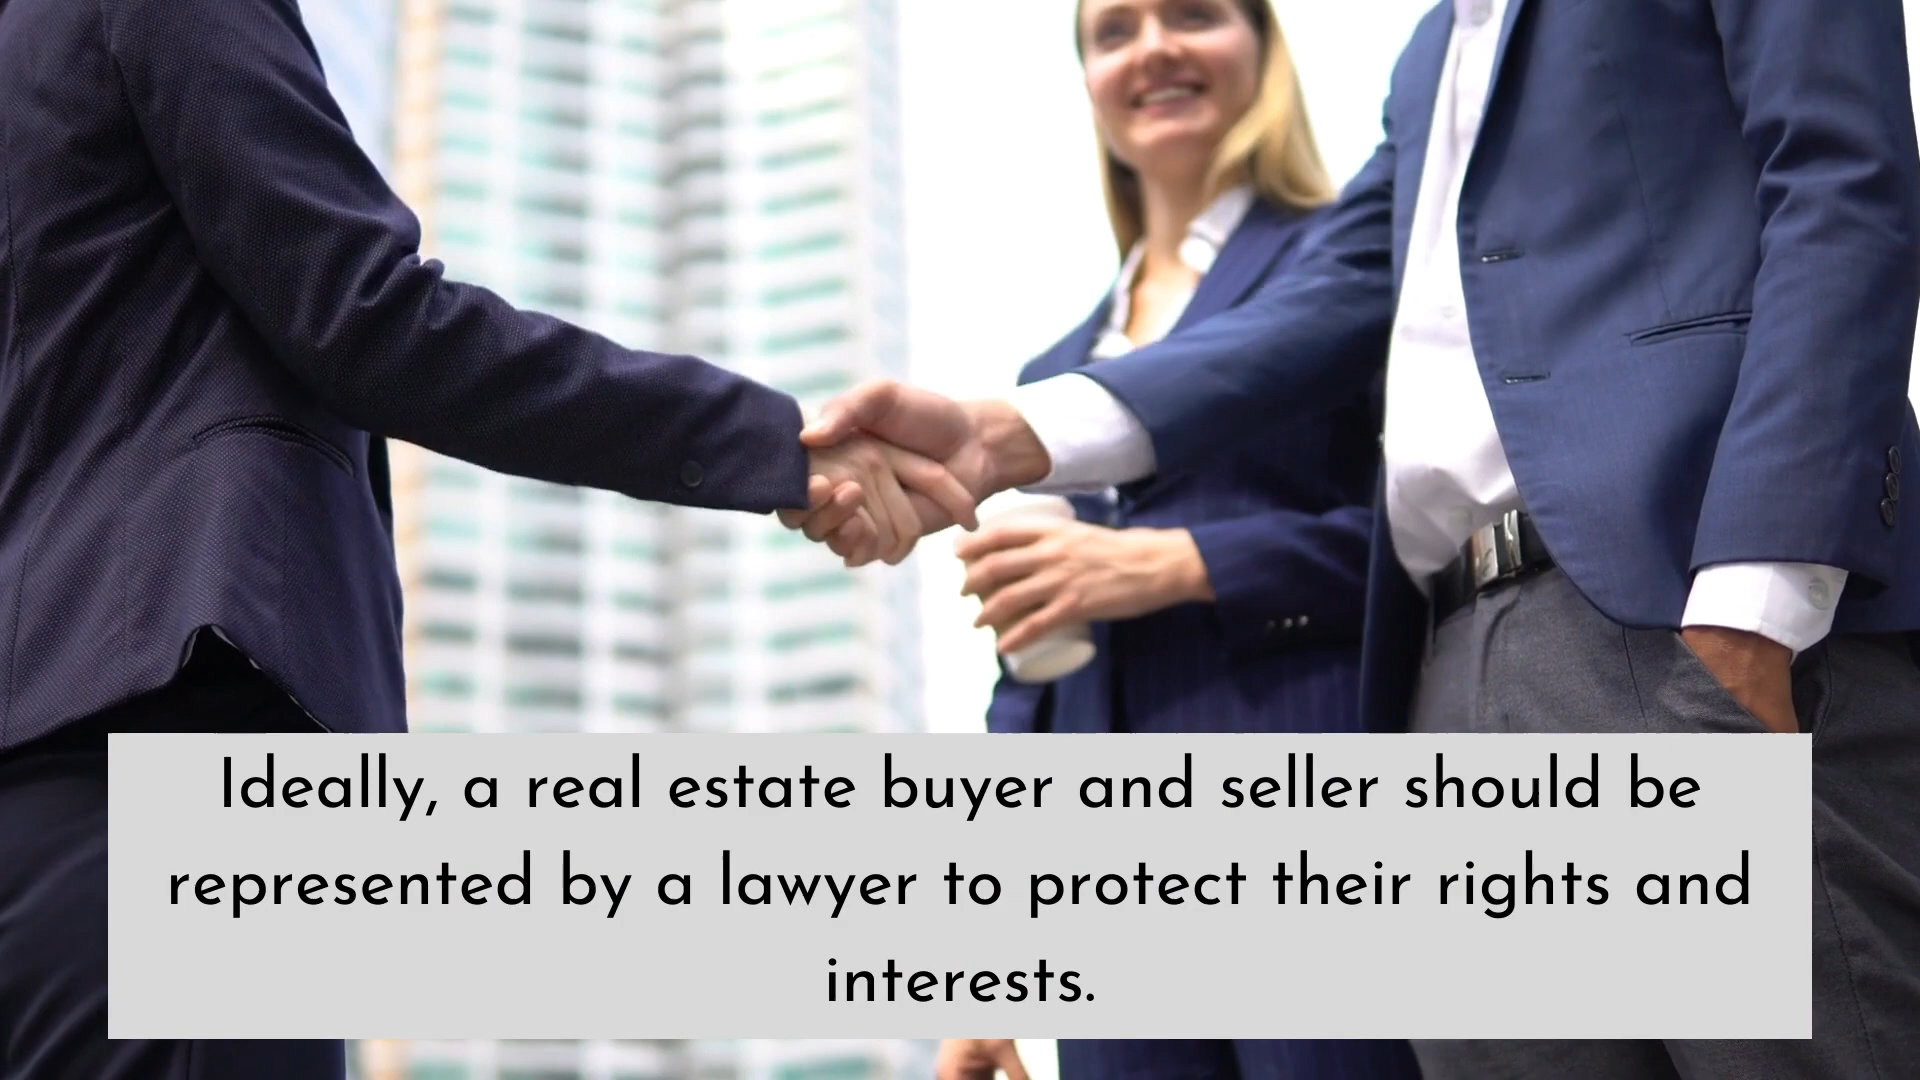 Ideally, a real estate buyer and seller should be
represented by a lawyer to protect their rights and
interests.